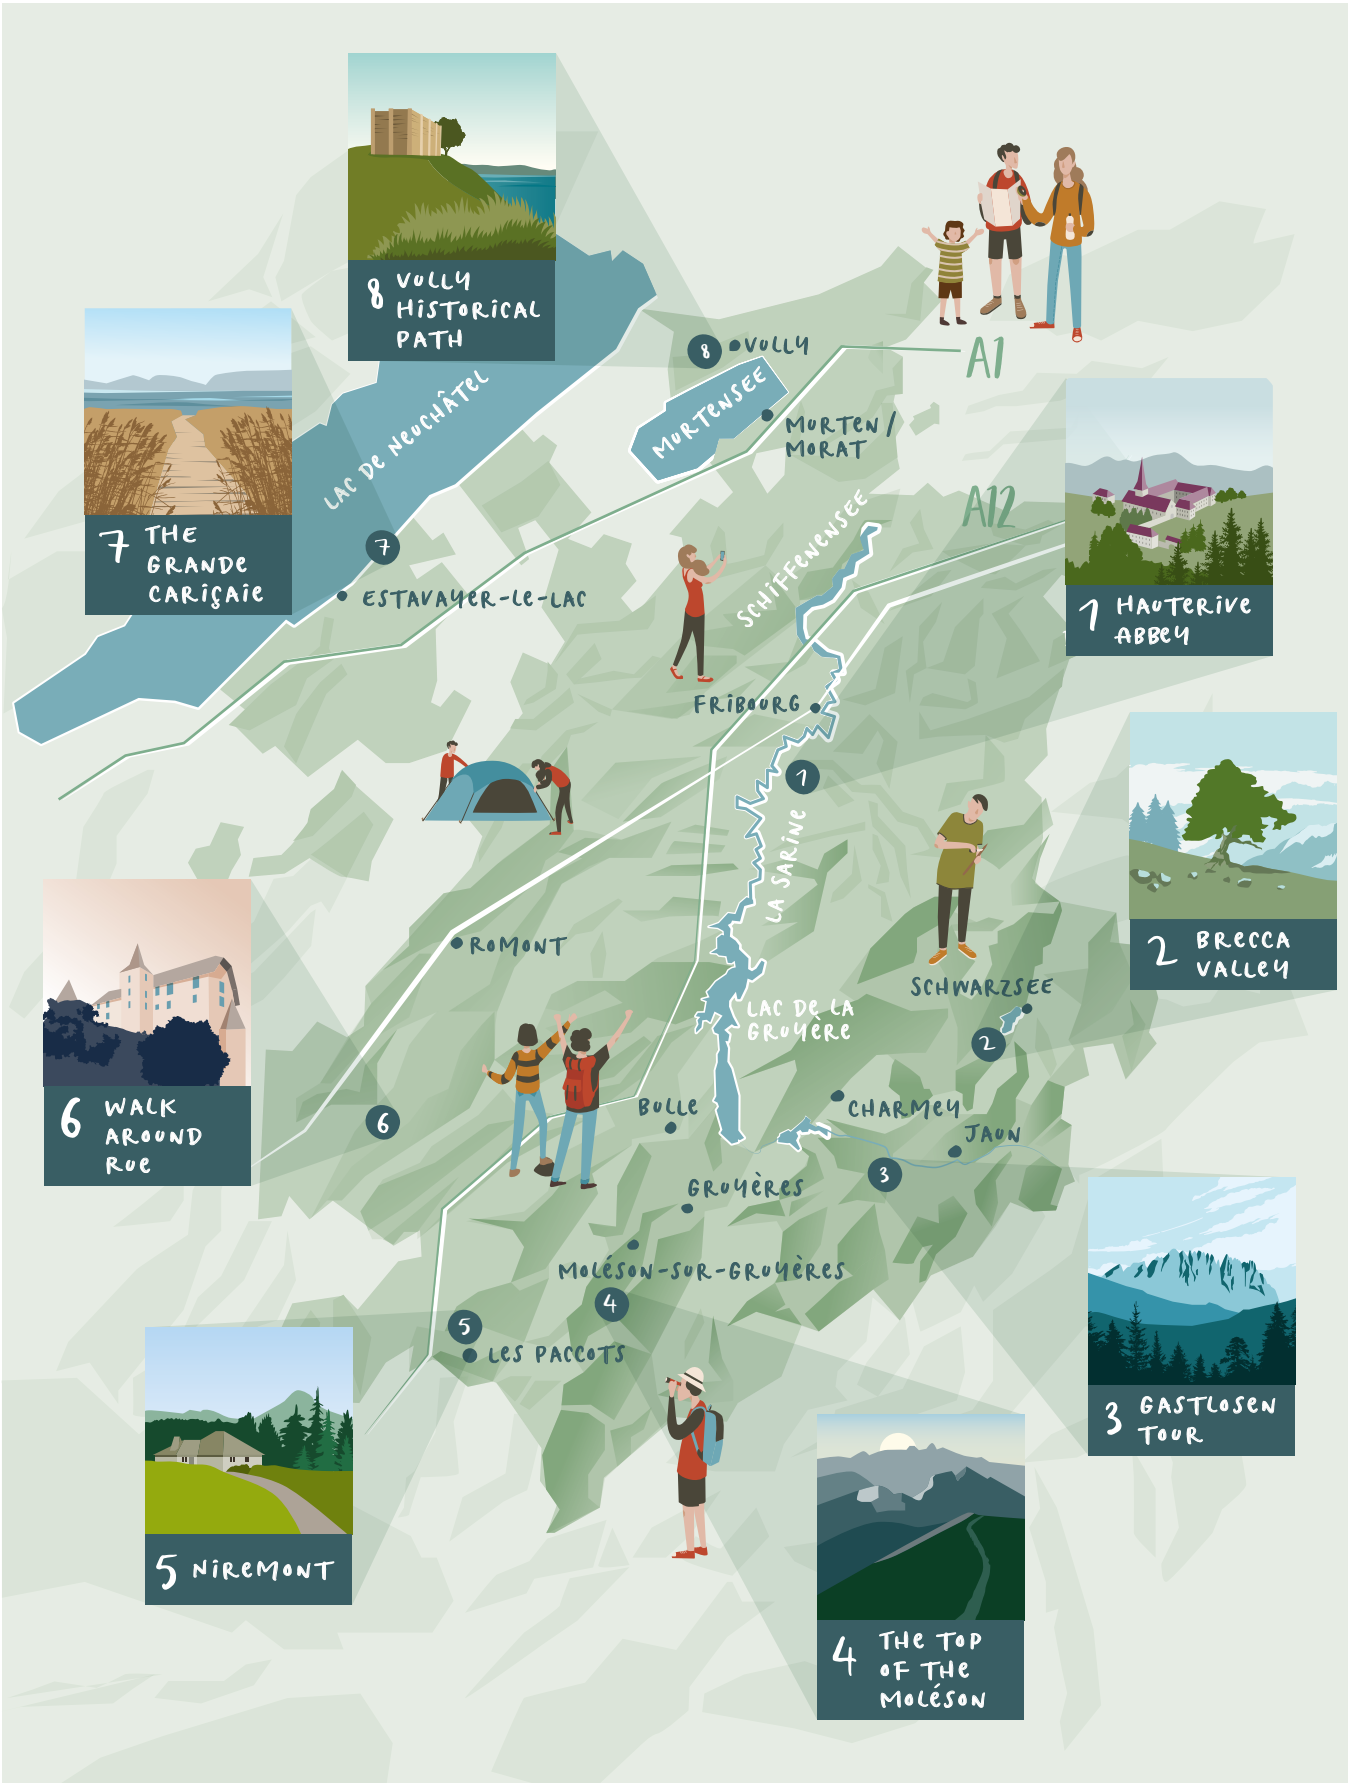 8 VULLY
HISTORICAL
PATH
A1
8
VULLY
MURTENSEE
MURTEN/
MORAT
LAC DE NEUCHÂTEL
7 THE
GRANDE
CARIÇAIE
7
ESTAVAYER-LE-LAC
SCHIFFENENSEE
A12
1 HAUTERIVE
ABBEY
FRIBOURG
1
LA SARINE
2 BRECCA
VALLEY
ROMONT
SCHWARZSEE
2
LAC DE LA
GRUYÈRE
6 WALK
AROUND
RUE
6
BULLE
CHARMEY
JAUN
3
GRUYÈRES
MOLÉSON-SUR-GRUYÈRES
4
5
LES PACCOTS
3 GASTLOSEN
TOUR
5 NIREMONT
4 THE TOP
OF THE
MOLÉSON